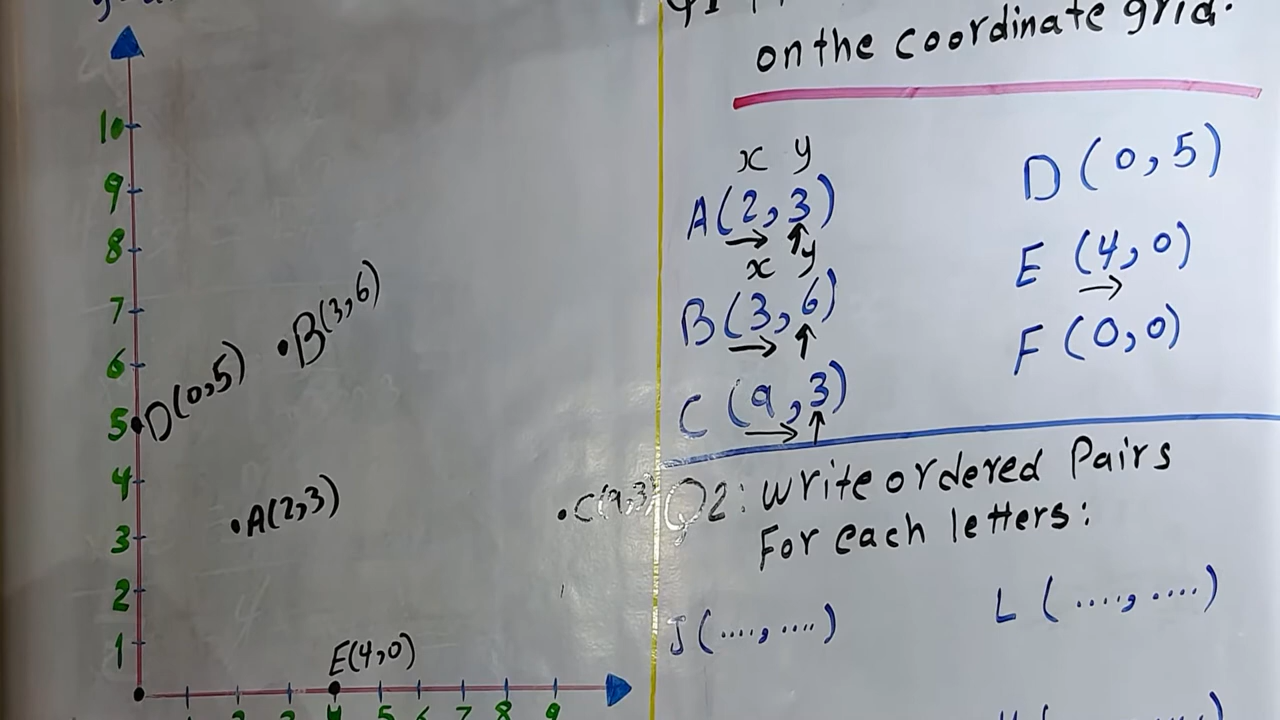 on the coordinate grid.
10
9
8
7
6
5
4
3
2
1
B(3,6)
D(0,5)
A(2,3)
C(9,3)
E(4,0)
4 5 6 7 8 9
x y
A(2,3)
x y
B(3,6)
C(9,3)
D(0,5)
E (4,0)
F (0,0)
Q2: Write ordered Pairs
For each letters:
J(....,....)
L (....,....)